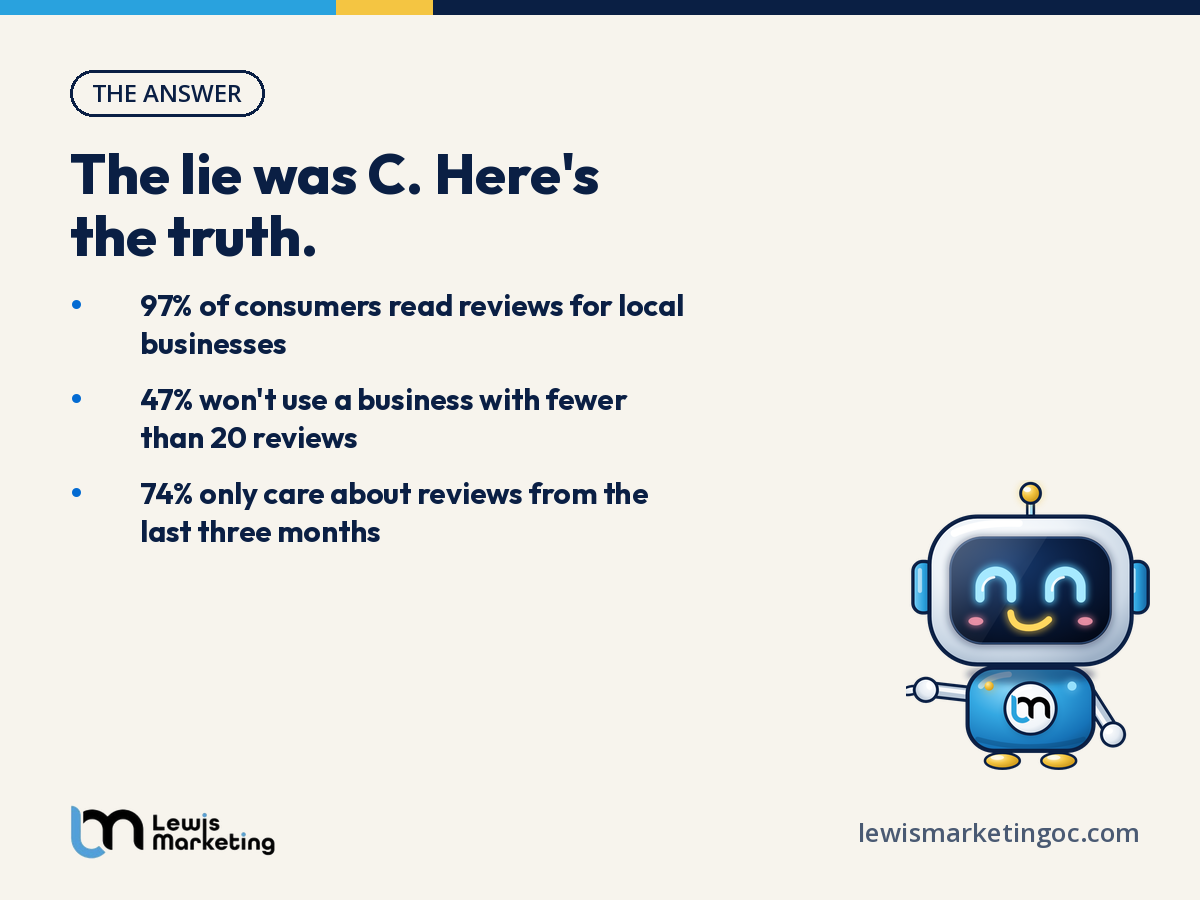 THE ANSWER
The lie was C. Here's
the truth.
• 97% of consumers read reviews for local
businesses
• 47% won't use a business with fewer
than 20 reviews
• 74% only care about reviews from the
last three months
bm
bm Lewis
Marketing
lewismarketingoc.com